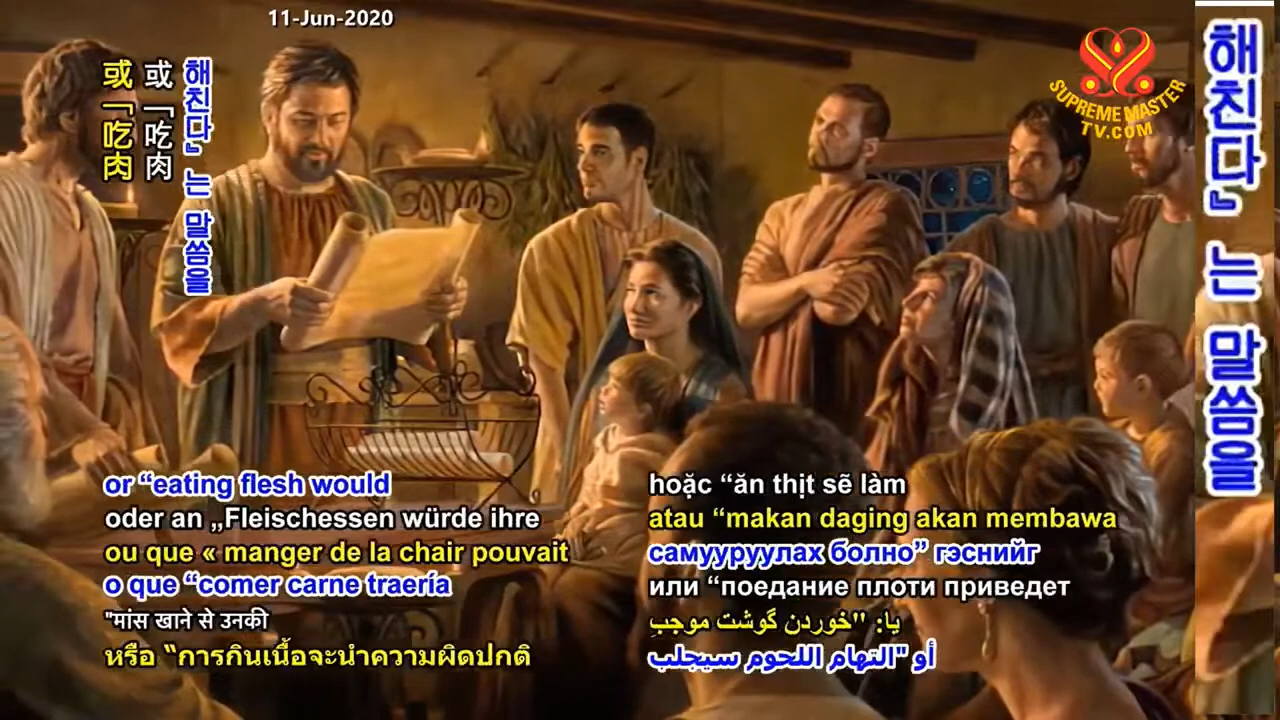 11-Jun-2020
SUPREME MASTER
TV.COM
해친다」는 말씀을
或「吃肉
或「吃肉
해친다」는 말씀을
or “eating flesh would
oder an „Fleischessen würde ihre
ou que « manger de la chair pouvait
o que “comer carne traería
"मांस खाने से उनकी
หรือ “การกินเนื้อจะนำความผิดปกติ
hoặc “ăn thịt sẽ làm
atau “makan daging akan membawa
самууруулах болно” гэснийг
или “поедание плоти приведет
یا: "خوردن گوشت موجبِ
أو "التهام اللحوم سيجلب